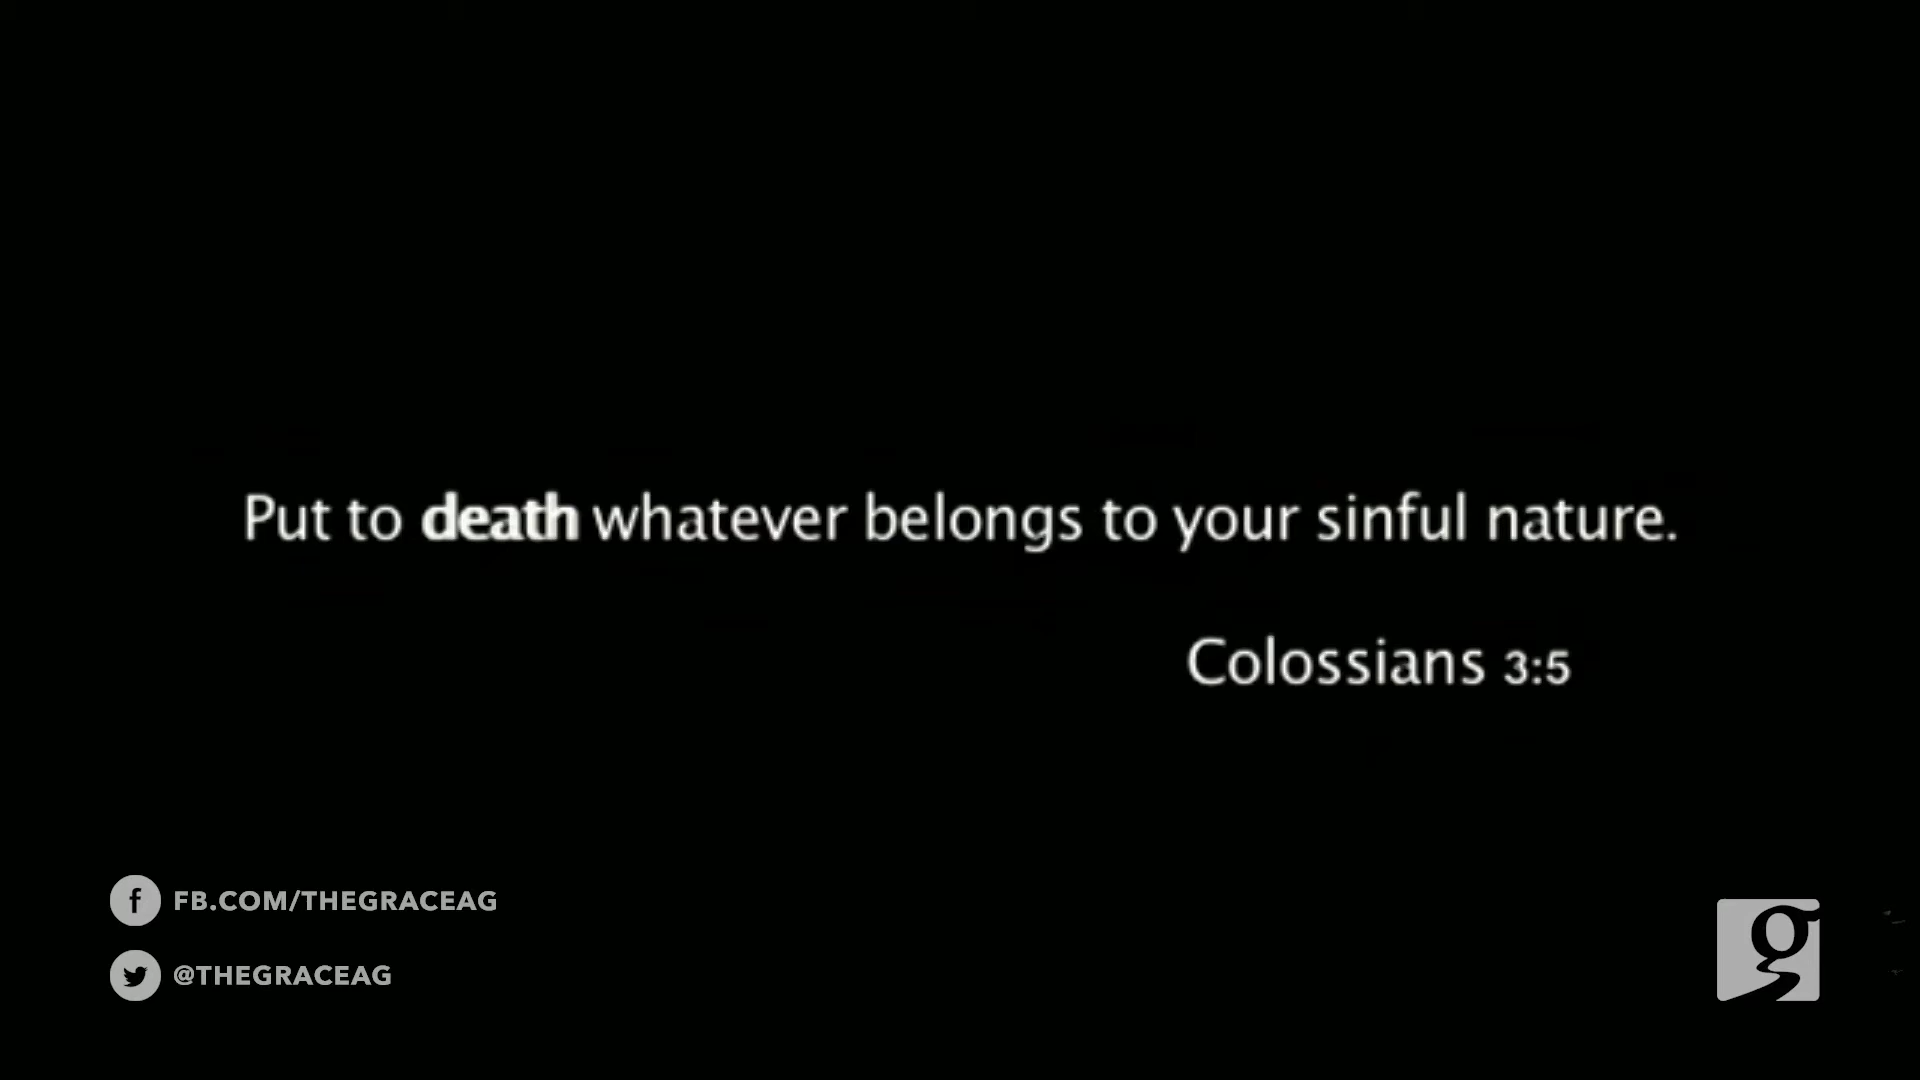 Put to death whatever belongs to your sinful nature.
Colossians 3:5
FB.COM/THEGRACEAG
@THEGRACEAG
g